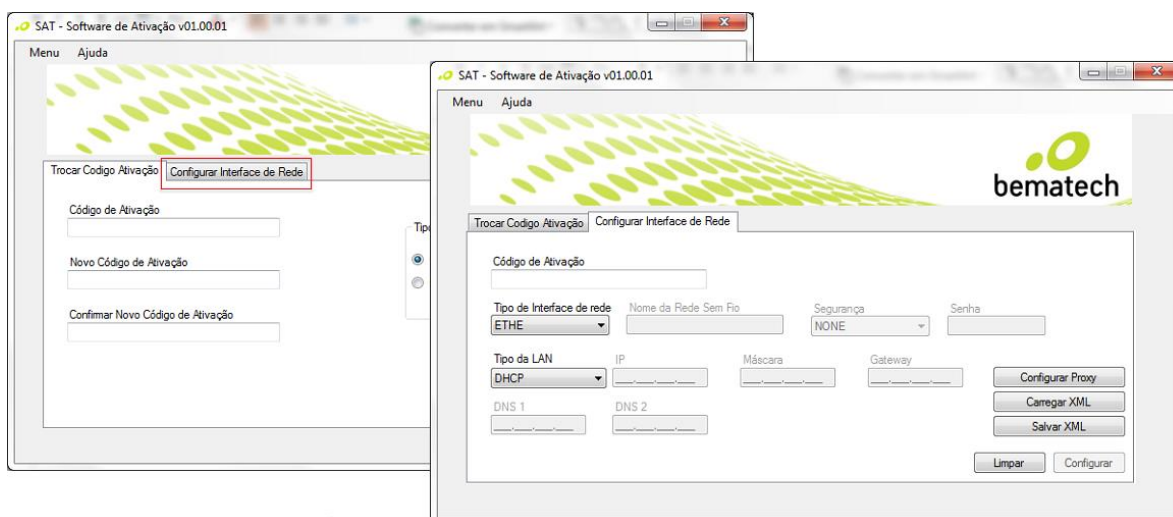 SAT - Software de Ativação v01.00.01
Menu Ajuda
Trocar Codigo Ativação Configurar Interface de Rede
Código de Ativação
Novo Código de Ativação
Confirmar Novo Código de Ativação
SAT - Software de Ativação v01.00.01
Menu Ajuda
bematech
Trocar Codigo Ativação Configurar Interface de Rede
Código de Ativação
Tipo de Interface de rede Nome da Rede Sem Fio Segurança Senha
ETHE NONE
Tipo da LAN IP Máscara Gateway
DHCP
Configurar Proxy
DNS 1 DNS 2 Carregar XML
Salvar XML
Limpar Configurar